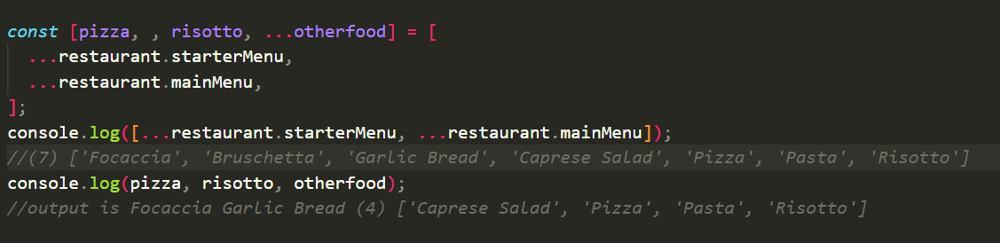 const [pizza, , risotto, ...otherfood] = [
...restaurant.starterMenu,
...restaurant.mainMenu,
];
console.log([...restaurant.starterMenu, ...restaurant.mainMenu]);
//(7) ['Focaccia', 'Bruschetta', 'Garlic Bread', 'Caprese Salad', 'Pizza', 'Pasta', 'Risotto']
console.log(pizza, risotto, otherfood);
//output is Focaccia Garlic Bread (4) ['Caprese Salad', 'Pizza', 'Pasta', 'Risotto']